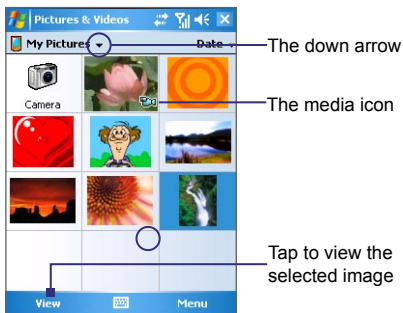 Pictures & Videos
My Pictures
Date
The down arrow
Camera
The media icon
Tap to view the
selected image
View
Menu